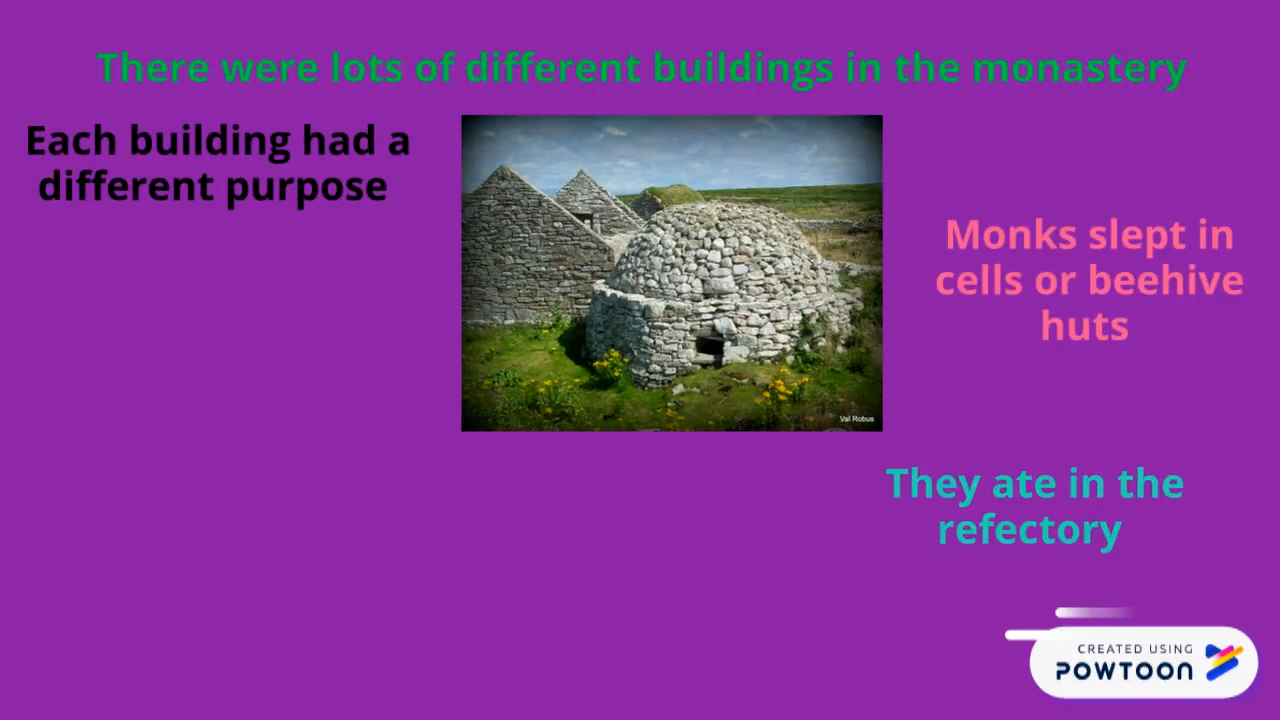 There were lots of different buildings in the monastery
Each building had a
different purpose
Monks slept in
cells or beehive
huts
Val Robus
They ate in the
refectory
CREATED USING
POWTOON